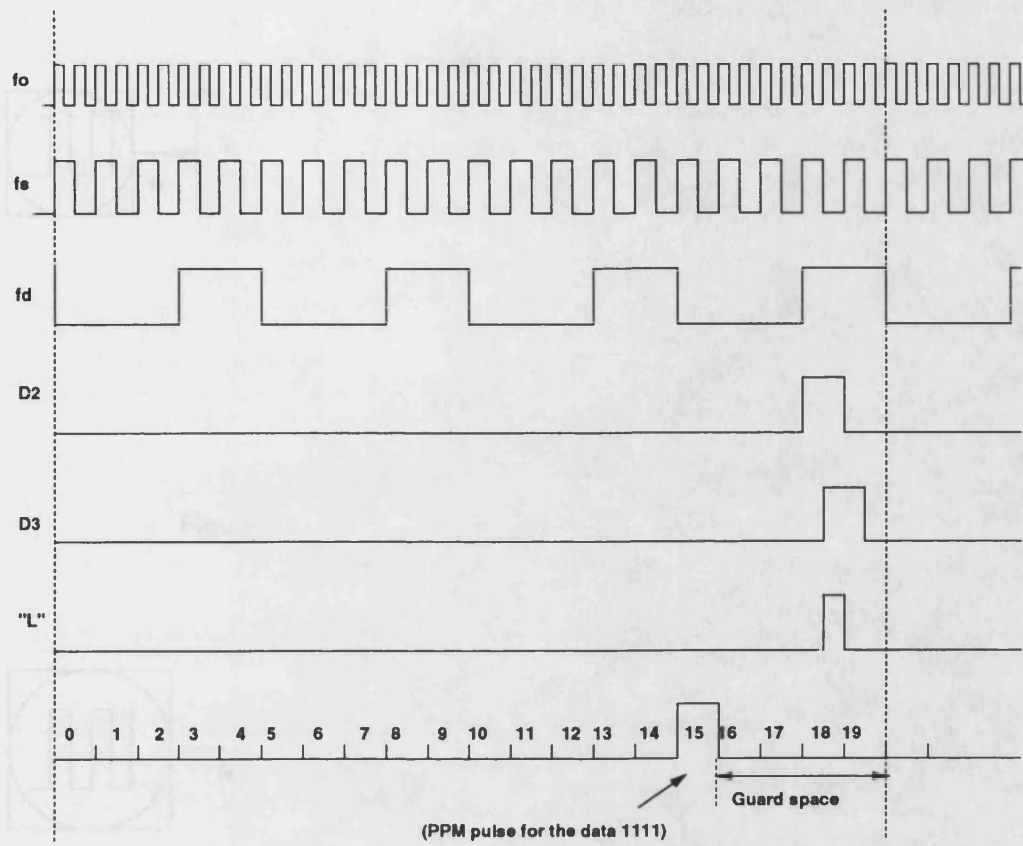 fo
fs
fd
D2
D3
"L"
0 1 2 3 4 5 6 7 8 9 10 11 12 13 14 15 16 17 18 19
Guard space
(PPM pulse for the data 1111)